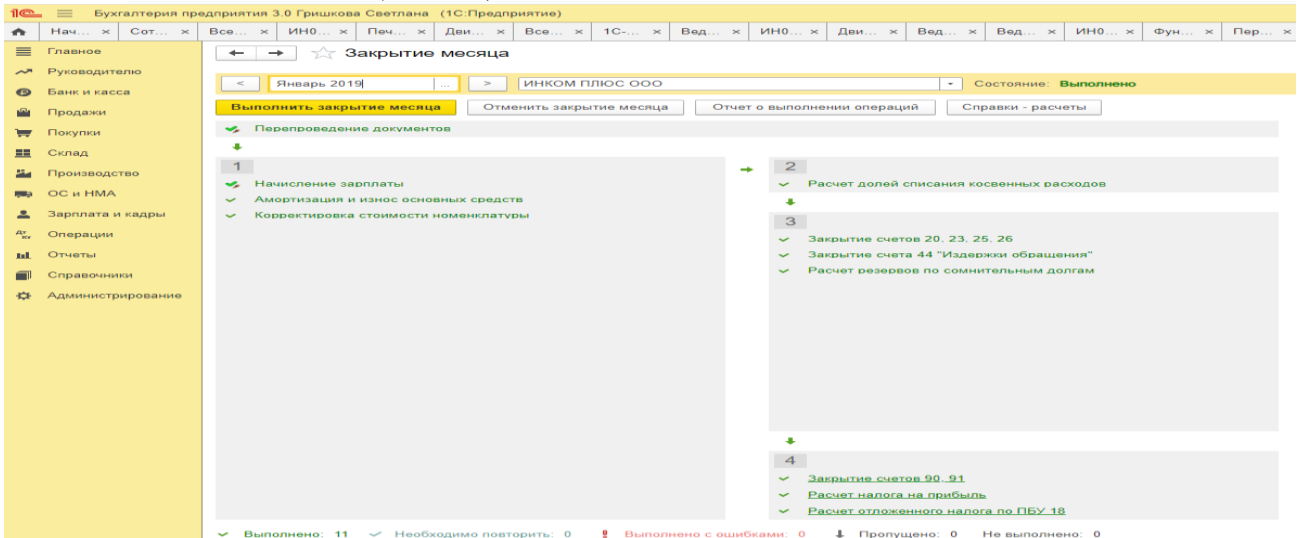 1С Бухгалтерия предприятия 3.0 Гришкова Светлана (1С:Предприятие)
Нач... × Сот... × Все... × ИН0... × Печ... × Дви... × Все... × 1С-... × Вед... × ИН0... × Дви... × Вед... × Вед... × ИН0... × Фун... × Пер... ×
Главное
Руководителю
Банк и касса
Продажи
Покупки
Склад
Производство
ОС и НМА
Зарплата и кадры
Операции
Отчеты
Справочники
Администрирование
Закрытие месяца
< Январь 2019 ... > ИНКОМ ПЛЮС ООО Состояние: Выполнено
Выполнить закрытие месяца Отменить закрытие месяца Отчет о выполнении операций Справки - расчеты
Перепроведение документов
1
Начисление зарплаты
Амортизация и износ основных средств
Корректировка стоимости номенклатуры
2
Расчет долей списания косвенных расходов
3
Закрытие счетов 20, 23, 25, 26
Закрытие счета 44 "Издержки обращения"
Расчет резервов по сомнительным долгам
4
Закрытие счетов 90, 91
Расчет налога на прибыль
Расчет отложенного налога по ПБУ 18
Выполнено: 11 Необходимо повторить: 0 Выполнено с ошибками: 0 Пропущено: 0 Не выполнено: 0